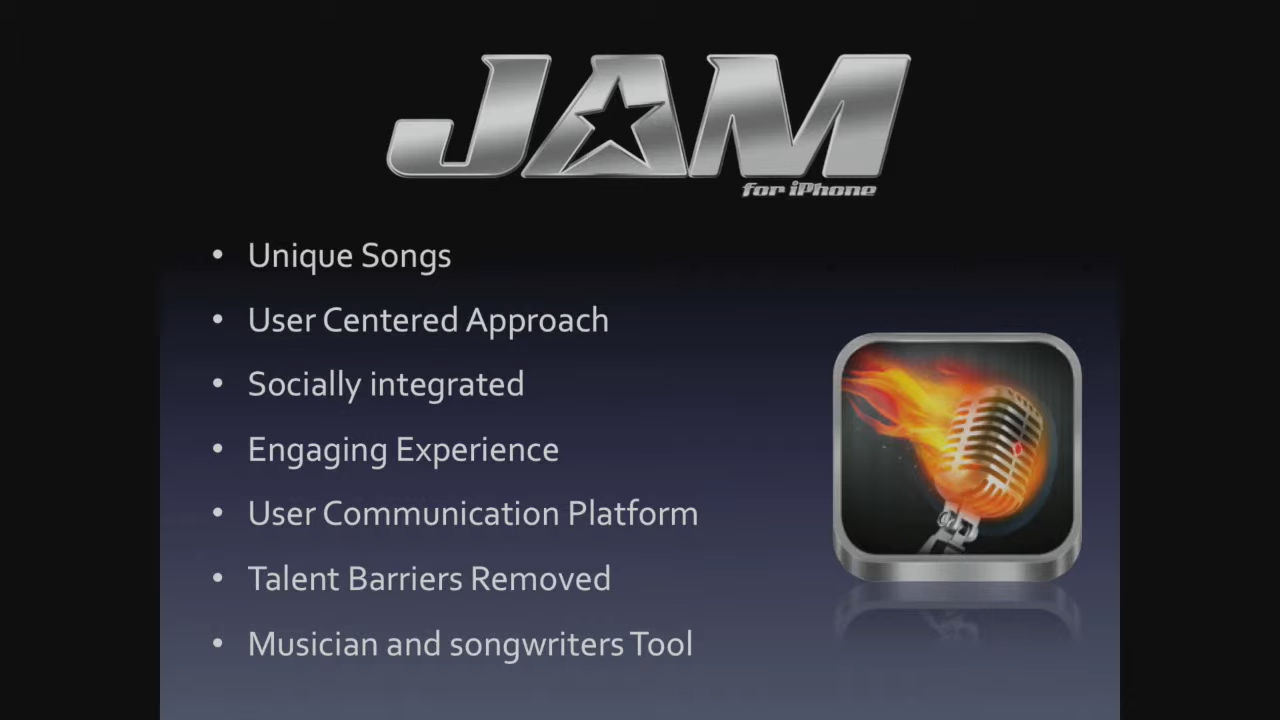 JAM
for iPhone
• Unique Songs
• User Centered Approach
• Socially integrated
• Engaging Experience
• User Communication Platform
• Talent Barriers Removed
• Musician and songwriters Tool